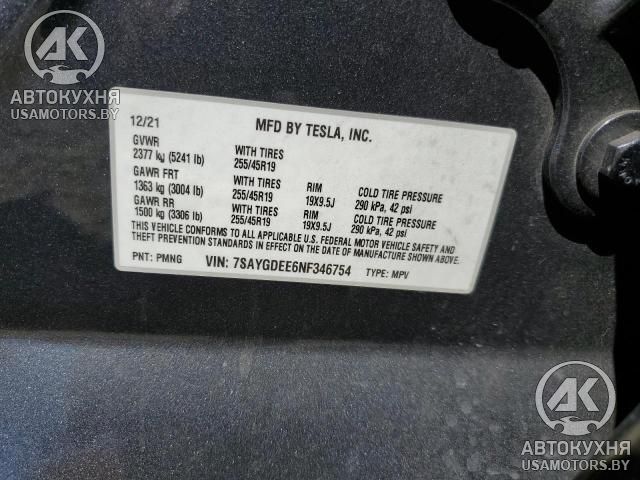 AK
АВТОКУХНЯ
USAMOTORS.BY
12/21 MFD BY TESLA, INC.
GVWR
2377 kg (5241 lb) WITH TIRES 255/45R19
GAWR FRT
1363 kg (3004 lb) WITH TIRES 255/45R19 RIM 19X9.5J COLD TIRE PRESSURE 290 kPa, 42 psi
GAWR RR
1500 kg (3306 lb) WITH TIRES 255/45R19 RIM 19X9.5J COLD TIRE PRESSURE 290 kPa, 42 psi
THIS VEHICLE CONFORMS TO ALL APPLICABLE U.S. FEDERAL MOTOR VEHICLE SAFETY AND
THEFT PREVENTION STANDARDS IN EFFECT ON THE DATE OF MANUFACTURE SHOWN ABOVE.
PNT: PMNG VIN: 7SAYGDEE6NF346754 TYPE: MPV
AK
АВТОКУХНЯ
USAMOTORS.BY